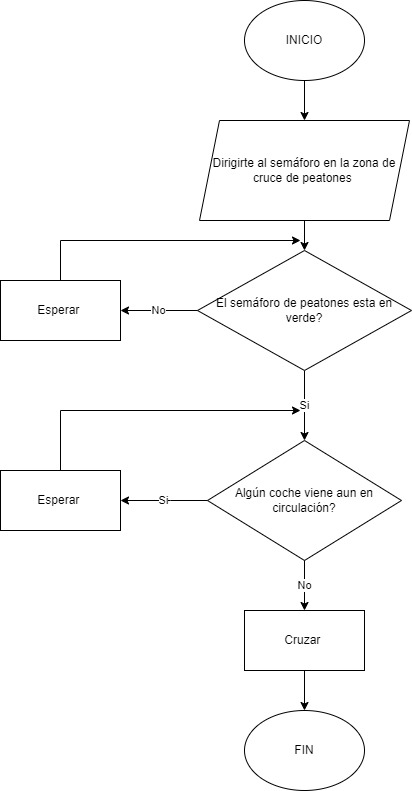 INICIO
Dirigirte al semáforo en la zona de
cruce de peatones
El semáforo de peatones esta en
verde?
No
Esperar
Si
Algún coche viene aun en
circulación?
Si
Esperar
No
Cruzar
FIN